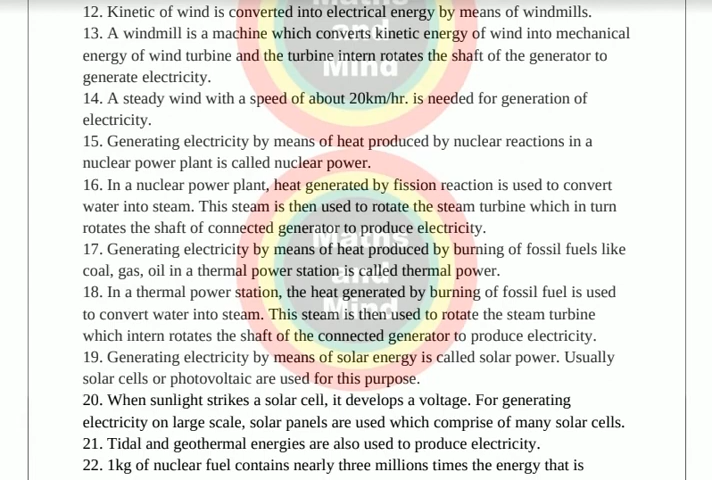 12. Kinetic of wind is converted into electrical energy by means of windmills.
13. A windmill is a machine which converts kinetic energy of wind into mechanical
energy of wind turbine and the turbine intern rotates the shaft of the generator to
generate electricity.
14. A steady wind with a speed of about 20km/hr. is needed for generation of
electricity.
15. Generating electricity by means of heat produced by nuclear reactions in a
nuclear power plant is called nuclear power.
16. In a nuclear power plant, heat generated by fission reaction is used to convert
water into steam. This steam is then used to rotate the steam turbine which in turn
rotates the shaft of connected generator to produce electricity.
17. Generating electricity by means of heat produced by burning of fossil fuels like
coal, gas, oil in a thermal power station is called thermal power.
18. In a thermal power station, the heat generated by burning of fossil fuel is used
to convert water into steam. This steam is then used to rotate the steam turbine
which intern rotates the shaft of the connected generator to produce electricity.
19. Generating electricity by means of solar energy is called solar power. Usually
solar cells or photovoltaic are used for this purpose.
20. When sunlight strikes a solar cell, it develops a voltage. For generating
electricity on large scale, solar panels are used which comprise of many solar cells.
21. Tidal and geothermal energies are also used to produce electricity.
22. 1kg of nuclear fuel contains nearly three millions times the energy that is
Maths
and
Mind
Maths
and
Mind